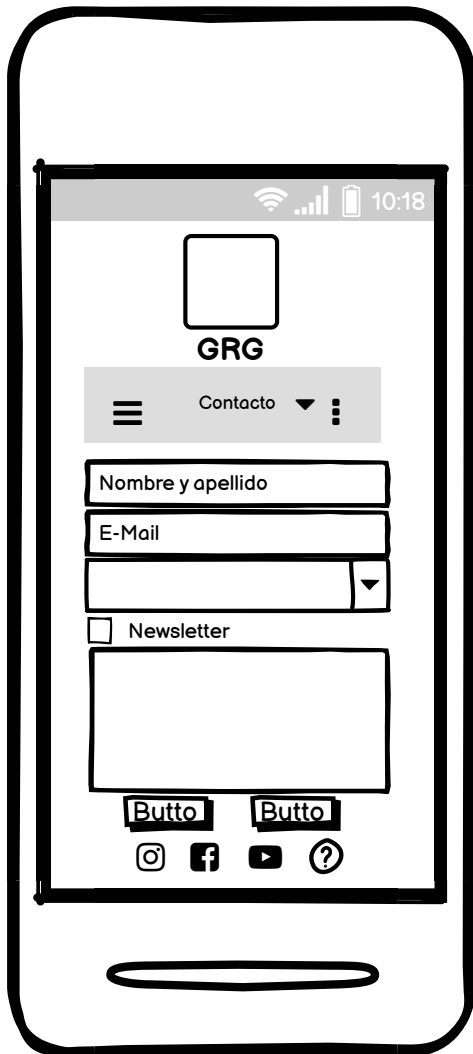 10:18
GRG
Contacto
Nombre y apellido
E-Mail
Newsletter
Butto Butto